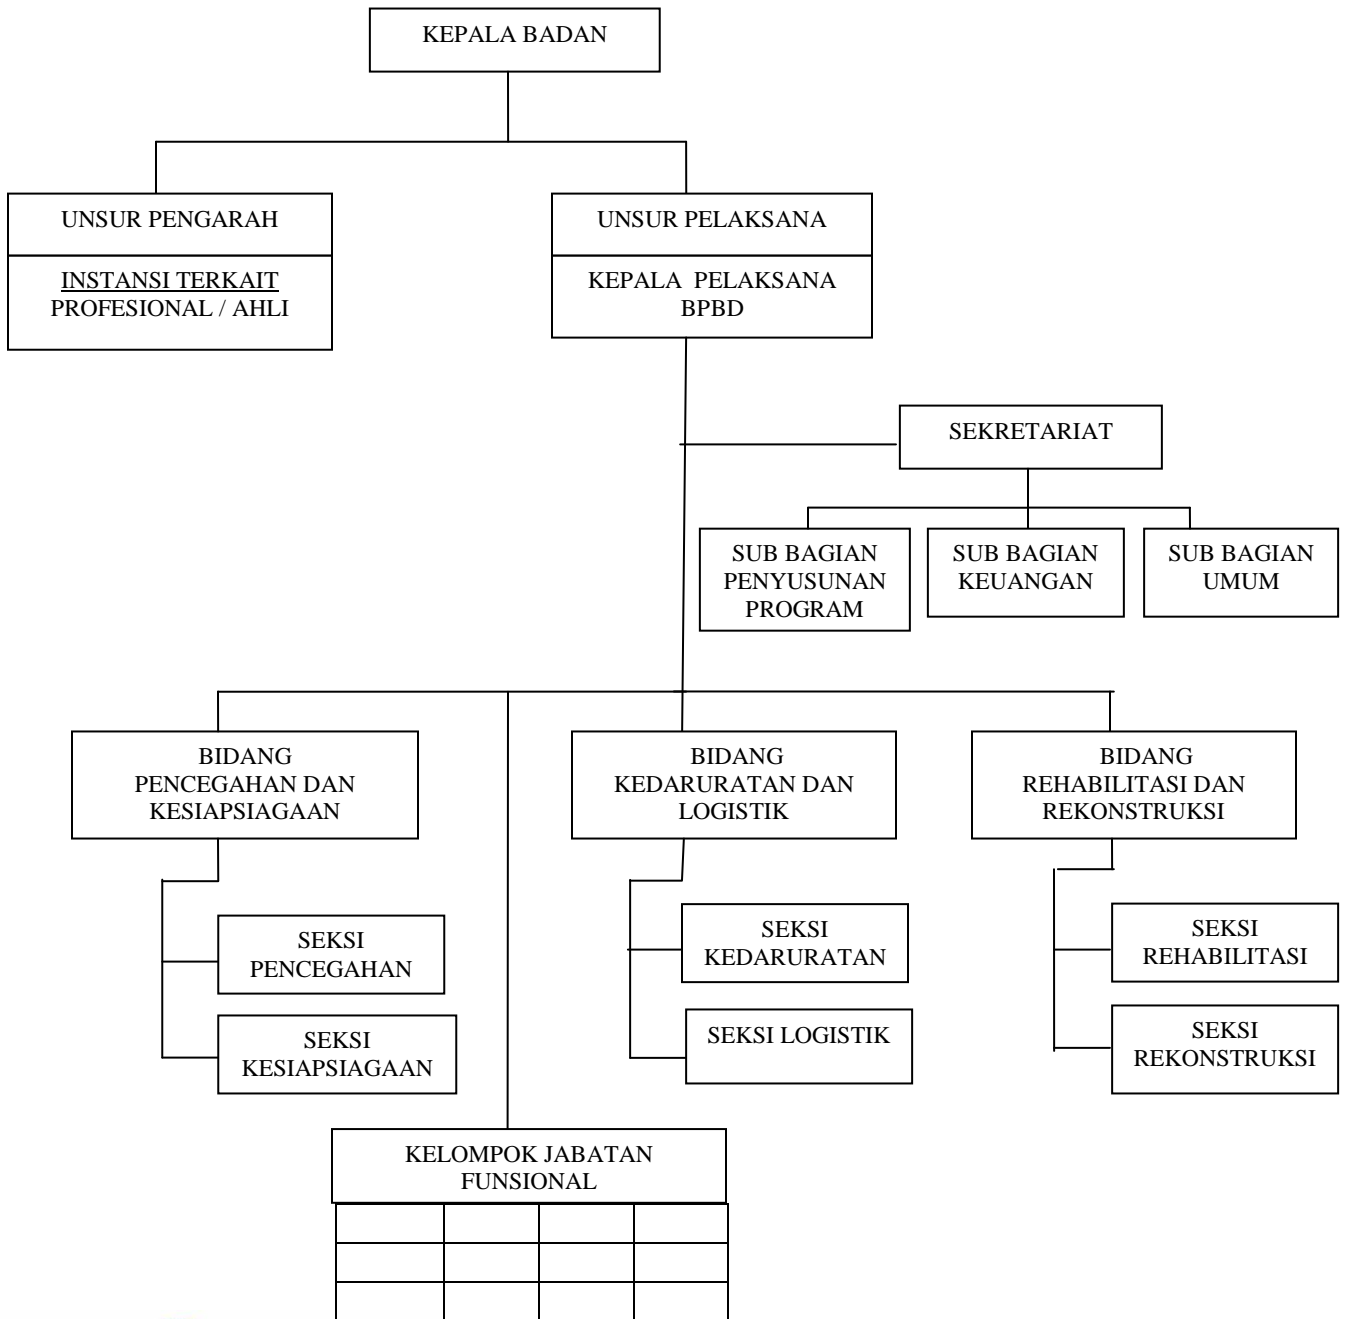 KEPALA BADAN
UNSUR PENGARAH
INSTANSI TERKAIT
PROFESIONAL / AHLI
UNSUR PELAKSANA
KEPALA PELAKSANA
BPBD
SEKRETARIAT
SUB BAGIAN
PENYUSUNAN
PROGRAM
SUB BAGIAN
KEUANGAN
SUB BAGIAN
UMUM
BIDANG
PENCEGAHAN DAN
KESIAPSIAGAAN
BIDANG
KEDARURATAN DAN
LOGISTIK
BIDANG
REHABILITASI DAN
REKONSTRUKSI
SEKSI
PENCEGAHAN
SEKSI
KESIAPSIAGAAN
SEKSI
KEDARURATAN
SEKSI LOGISTIK
SEKSI
REHABILITASI
SEKSI
REKONSTRUKSI
KELOMPOK JABATAN
FUNSIONAL